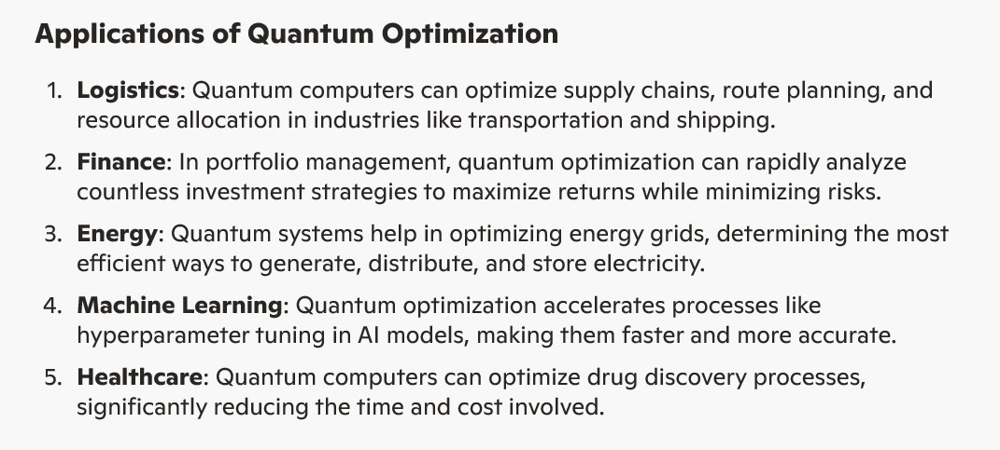 Applications of Quantum Optimization
1. Logistics: Quantum computers can optimize supply chains, route planning, and
resource allocation in industries like transportation and shipping.
2. Finance: In portfolio management, quantum optimization can rapidly analyze
countless investment strategies to maximize returns while minimizing risks.
3. Energy: Quantum systems help in optimizing energy grids, determining the most
efficient ways to generate, distribute, and store electricity.
4. Machine Learning: Quantum optimization accelerates processes like
hyperparameter tuning in AI models, making them faster and more accurate.
5. Healthcare: Quantum computers can optimize drug discovery processes,
significantly reducing the time and cost involved.